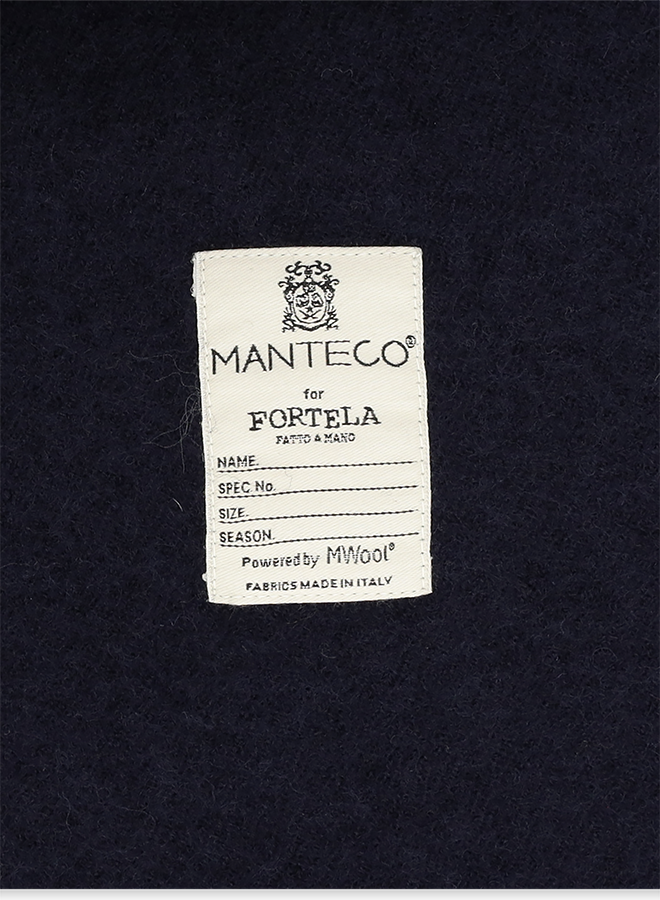 MANTECO®
for
FORTELA
FATTO A MANO
NAME.
SPEC No.
SIZE.
SEASON.
Powered by MWool®
FABRICS MADE IN ITALY